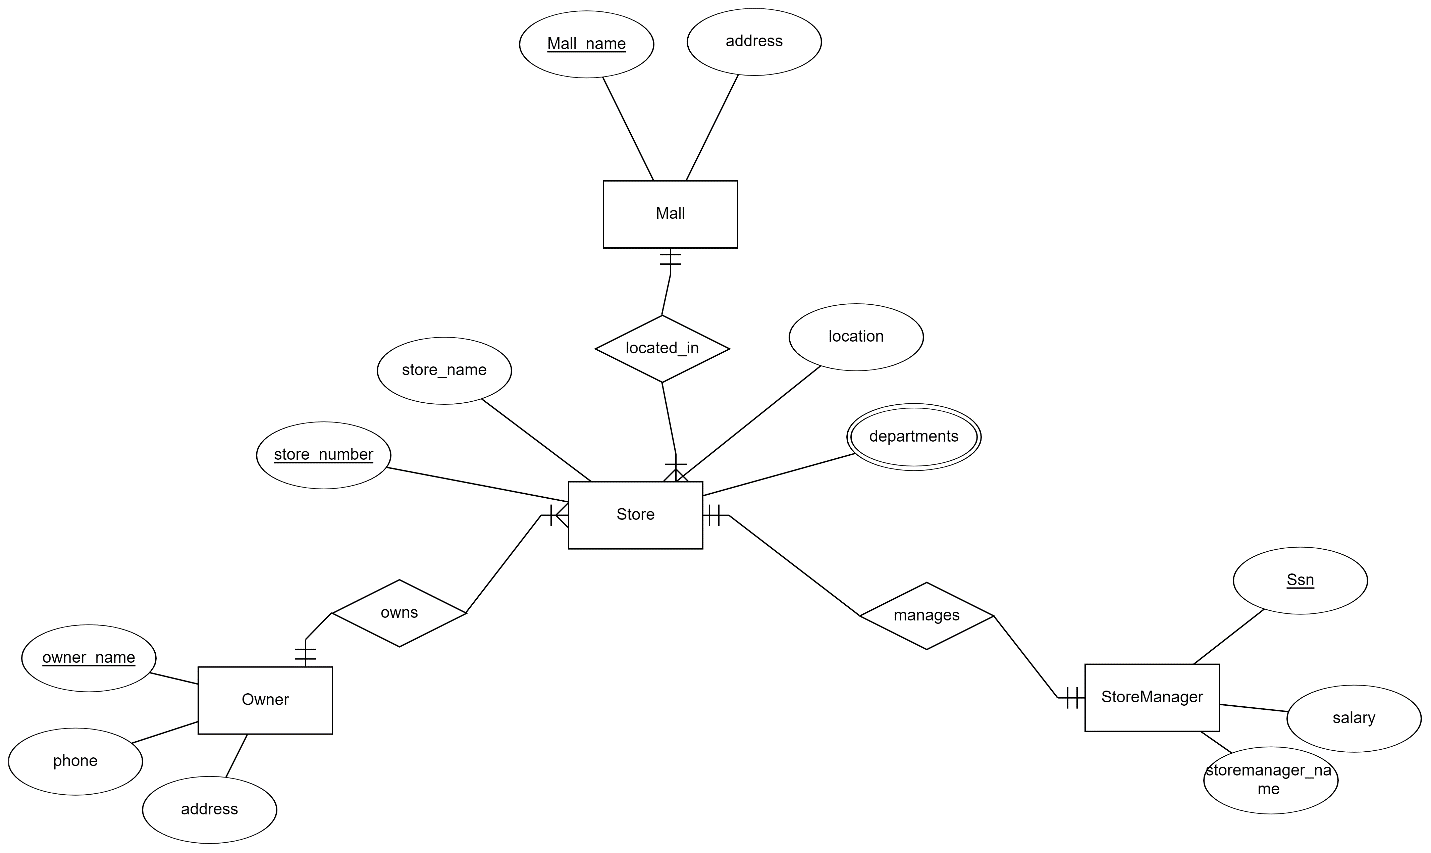 Mall_name
address
Mall
located_in
location
store_name
departments
store_number
Store
owns
manages
Ssn
owner_name
Owner
StoreManager
salary
phone
storemanager_na
me
address